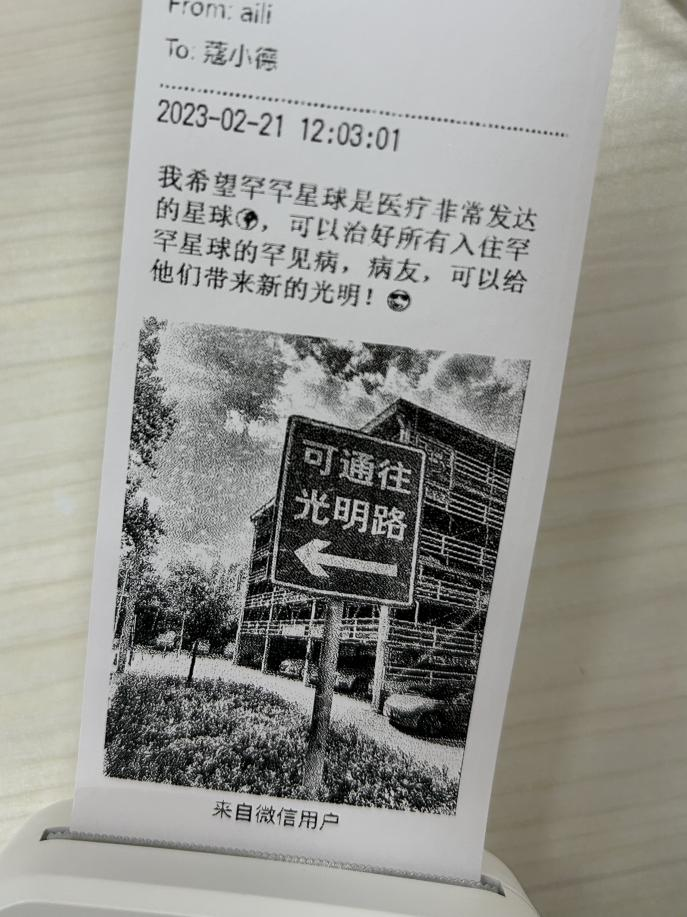 From: aili
To: 蔻小德
2023-02-21 12:03:01
我希望罕罕星球是医疗非常发达
的星球🌍，可以治好所有入住罕
罕星球的罕见病，病友，可以给
他们带来新的光明！😎
可通往
光明路
来自微信用户